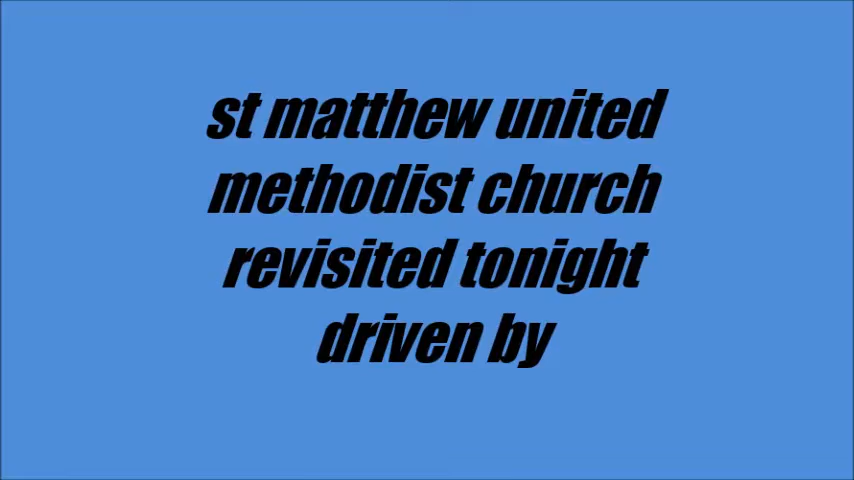 st matthew united
methodist church
revisited tonight
driven by